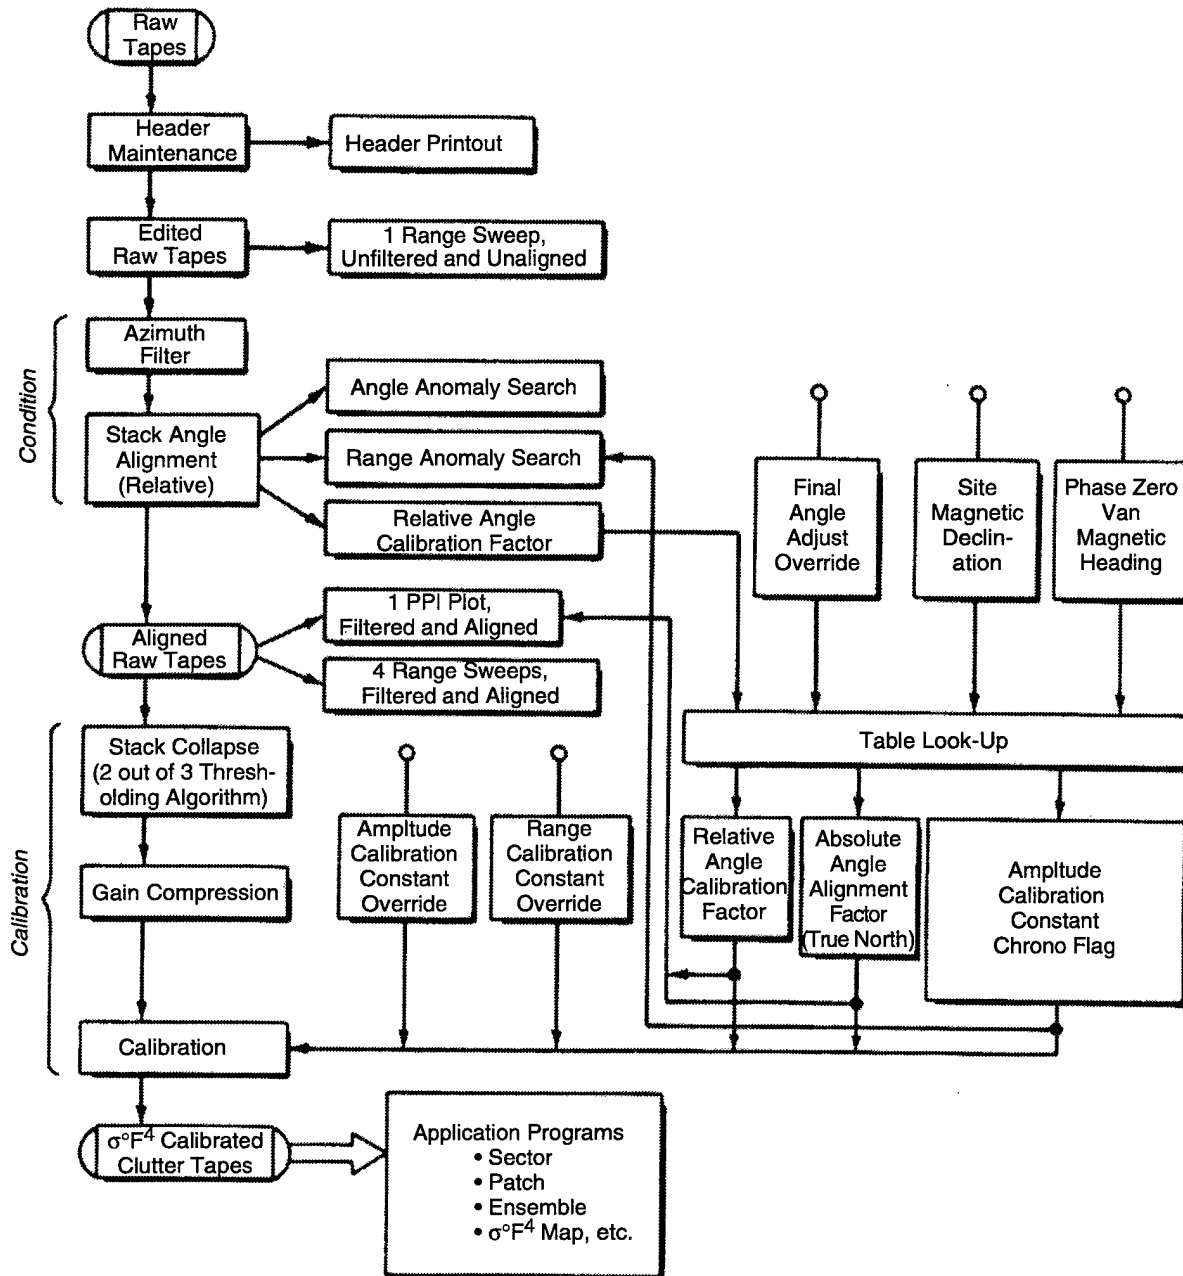 Raw
Tapes
Header
Maintenance
Header Printout
Edited
Raw Tapes
1 Range Sweep,
Unfiltered and Unaligned
Condition
Azimuth
Filter
Stack Angle
Alignment
(Relative)
Angle Anomaly Search
Range Anomaly Search
Relative Angle
Calibration Factor
Final
Angle
Adjust
Override
Site
Magnetic
Declin-
ation
Phase Zero
Van
Magnetic
Heading
Aligned
Raw Tapes
1 PPI Plot,
Filtered and Aligned
4 Range Sweeps,
Filtered and Aligned
Table Look-Up
Calibration
Stack Collapse
(2 out of 3 Thresh-
olding Algorithm)
Gain Compression
Calibration
Ampltude
Calibration
Constant
Override
Range
Calibration
Constant
Override
Relative
Angle
Calibration
Factor
Absolute
Angle
Alignment
Factor
(True North)
Ampltude
Calibration
Constant
Chrono Flag
σ°F⁴ Calibrated
Clutter Tapes
Application Programs
• Sector
• Patch
• Ensemble
• σ°F⁴ Map, etc.